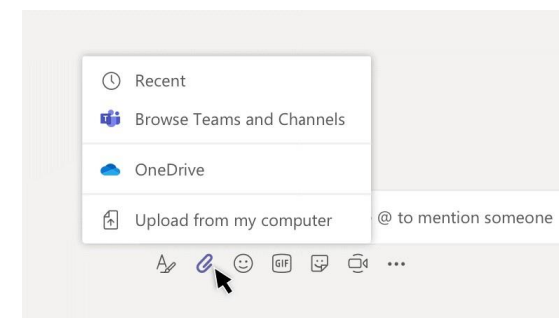 Recent
Browse Teams and Channels
OneDrive
Upload from my computer
@ to mention someone
GIF